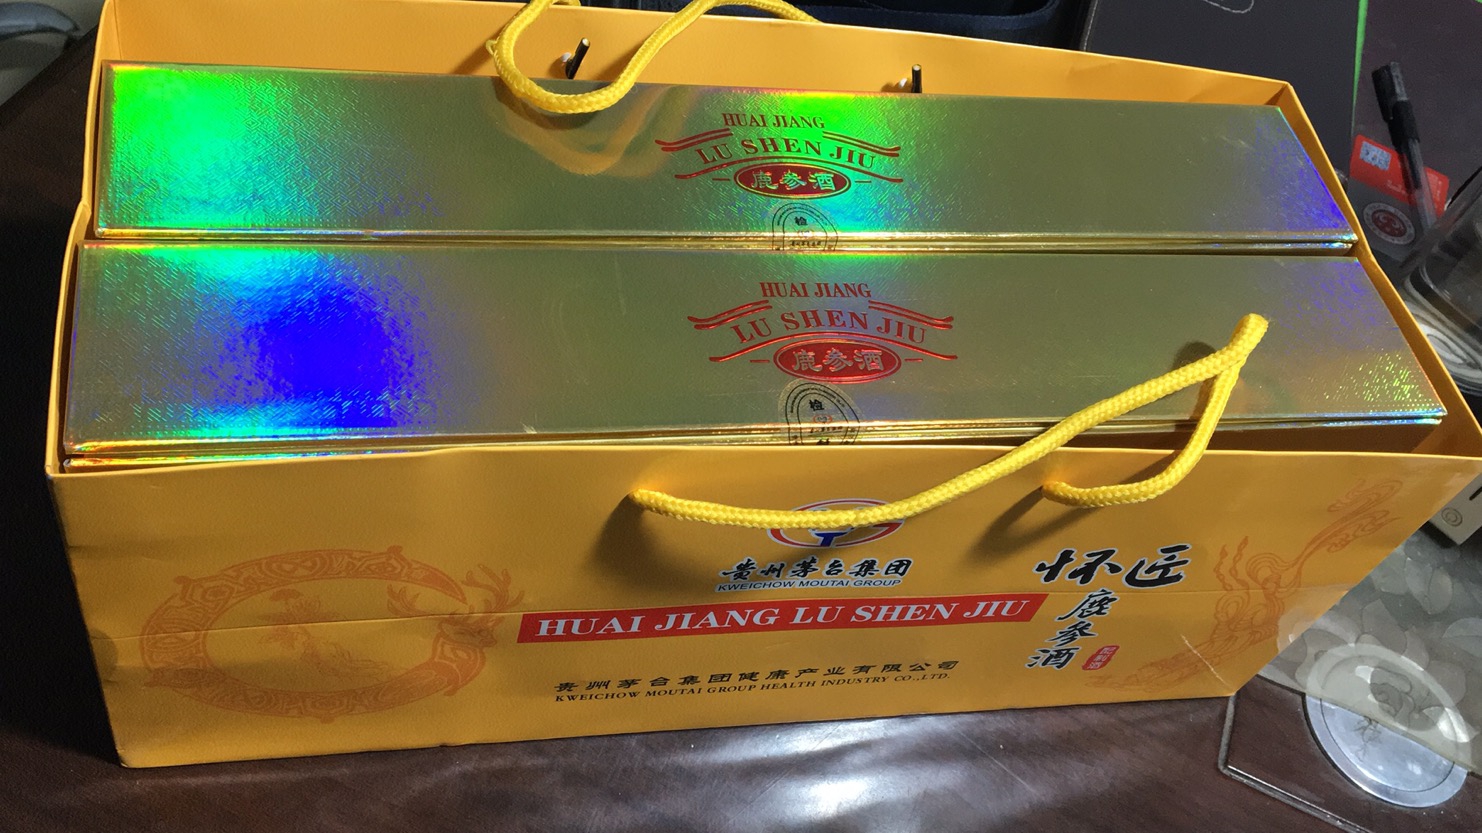 HUAI JIANG
LU SHEN JIU
鹿参酒
检
HUAI JIANG
LU SHEN JIU
鹿参酒
检
贵州茅台集团
KWEICHOW MOUTAI GROUP
HUAI JIANG LU SHEN JIU
贵州茅台集团健康产业有限公司
KWEICHOW MOUTAI GROUP HEALTH INDUSTRY CO.,LTD.
怀匠
鹿参酒